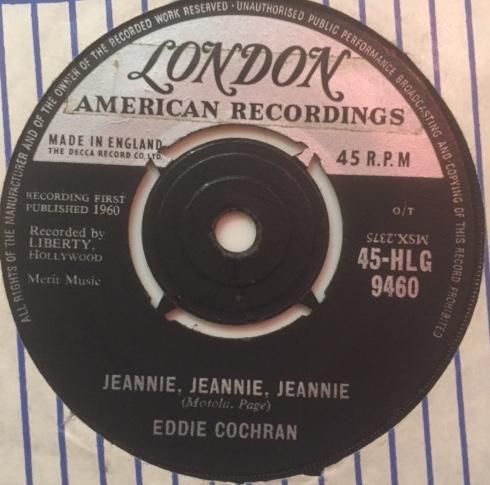 ALL RIGHTS OF THE MANUFACTURER AND OF THE OWNER OF THE RECORDED WORK RESERVED · UNAUTHORISED PUBLIC PERFORMANCE BROADCASTING AND COPYING OF THIS RECORD PROHIBITED
LONDON
AMERICAN RECORDINGS
MADE IN ENGLAND
THE DECCA RECORD CO. LTD.
45 R.P.M
RECORDING FIRST
PUBLISHED 1960
Recorded by
LIBERTY,
HOLLYWOOD
Merit Music
O/T
MSX.2375
45-HLG
9460
JEANNIE, JEANNIE, JEANNIE
(Motola, Page)
EDDIE COCHRAN